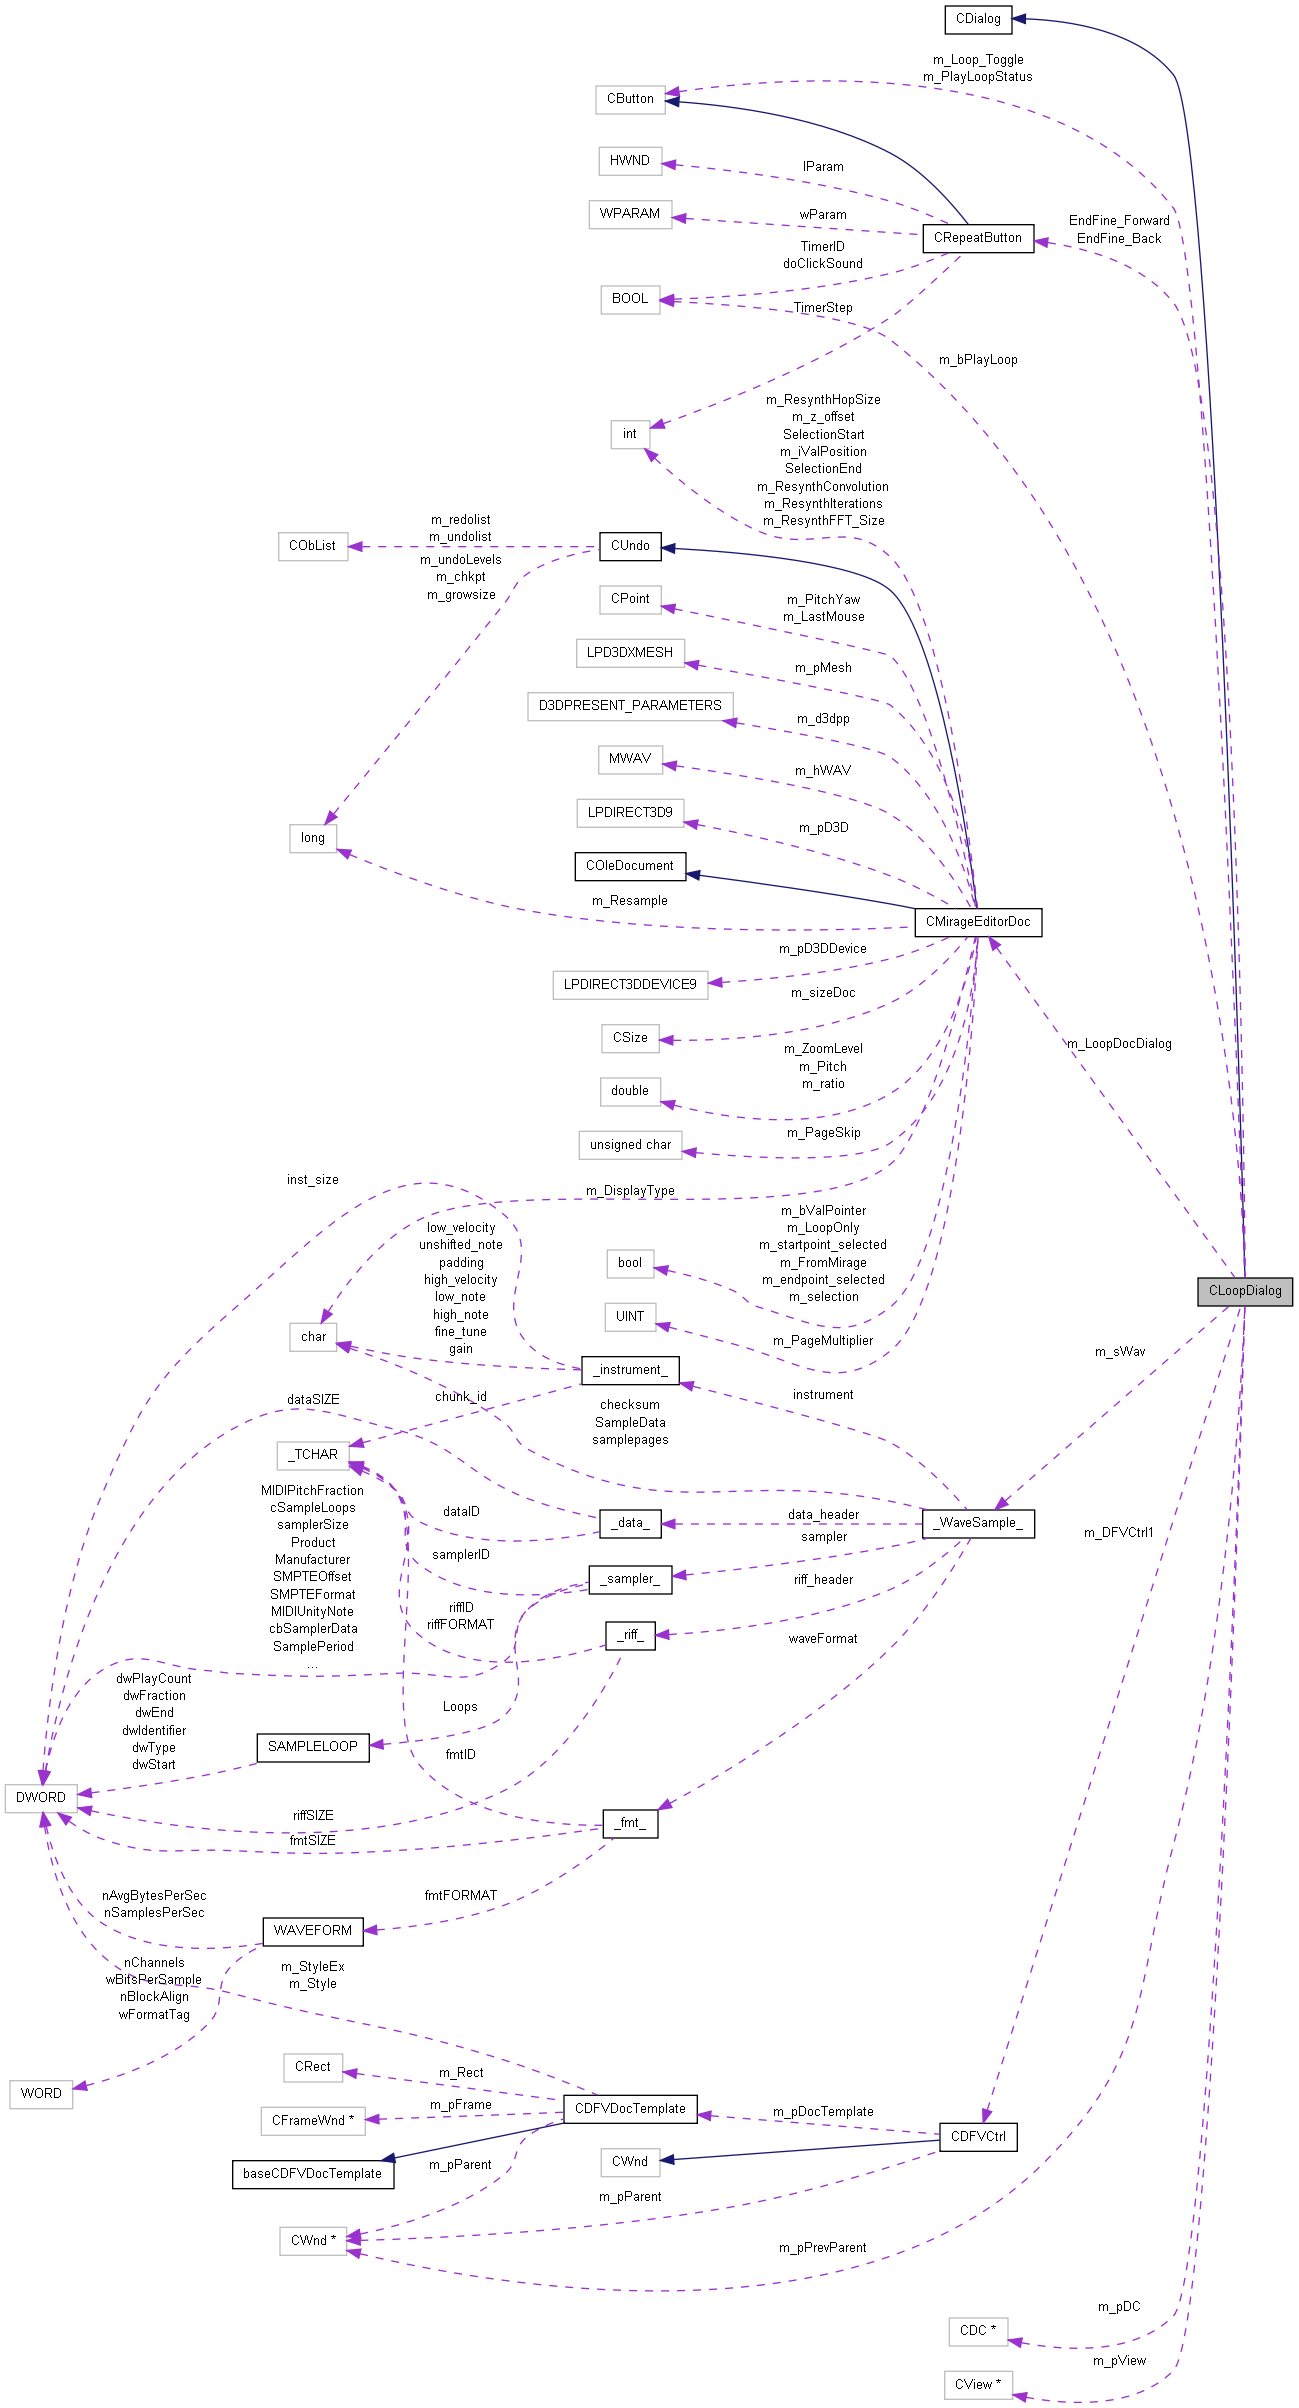 CDialog
m_Loop_Toggle
m_PlayLoopStatus
CButton
HWND
lParam
WPARAM
wParam
CRepeatButton
EndFine_Forward
EndFine_Back
TimerID
doClickSound
BOOL
TimerStep
m_bPlayLoop
int
m_ResynthHopSize
m_z_offset
SelectionStart
m_iValPosition
SelectionEnd
m_ResynthConvolution
m_ResynthIterations
m_ResynthFFT_Size
CObList
m_redolist
m_undolist
CUndo
m_undoLevels
m_chkpt
m_growsize
CPoint
m_PitchYaw
m_LastMouse
LPD3DXMESH
m_pMesh
D3DPRESENT_PARAMETERS
m_d3dpp
MWAV
m_hWAV
LPDIRECT3D9
m_pD3D
long
COleDocument
m_Resample
CMirageEditorDoc
m_pD3DDevice
LPDIRECT3DDEVICE9
m_sizeDoc
CSize
m_LoopDocDialog
m_ZoomLevel
m_Pitch
m_ratio
double
m_PageSkip
unsigned char
inst_size
m_DisplayType
m_bValPointer
m_LoopOnly
m_startpoint_selected
m_FromMirage
m_endpoint_selected
m_selection
bool
low_velocity
unshifted_note
padding
high_velocity
low_note
high_note
fine_tune
gain
CLoopDialog
UINT
char
m_PageMultiplier
m_sWav
_instrument_
dataSIZE
chunk_id
instrument
checksum
SampleData
samplepages
_TCHAR
MIDIPitchFraction
cSampleLoops
samplerSize
Product
Manufacturer
SMPTEOffset
SMPTEFormat
MIDIUnityNote
cbSamplerData
SamplePeriod
...
dataID
_data_
data_header
sampler
_WaveSample_
m_DFVCtrl1
samplerID
_sampler_
riff_header
riffID
riffFORMAT
_riff_
waveFormat
dwPlayCount
dwFraction
dwEnd
dwIdentifier
dwType
dwStart
Loops
SAMPLELOOP
fmtID
DWORD
riffSIZE
fmtSIZE
_fmt_
nAvgBytesPerSec
nSamplesPerSec
fmtFORMAT
WAVEFORM
nChannels
wBitsPerSample
nBlockAlign
wFormatTag
m_StyleEx
m_Style
CRect
m_Rect
WORD
CFrameWnd *
m_pFrame
CDFVDocTemplate
m_pDocTemplate
CDFVCtrl
baseCDFVDocTemplate
m_pParent
CWnd
m_pParent
CWnd *
m_pPrevParent
m_pDC
CDC *
m_pView
CView *